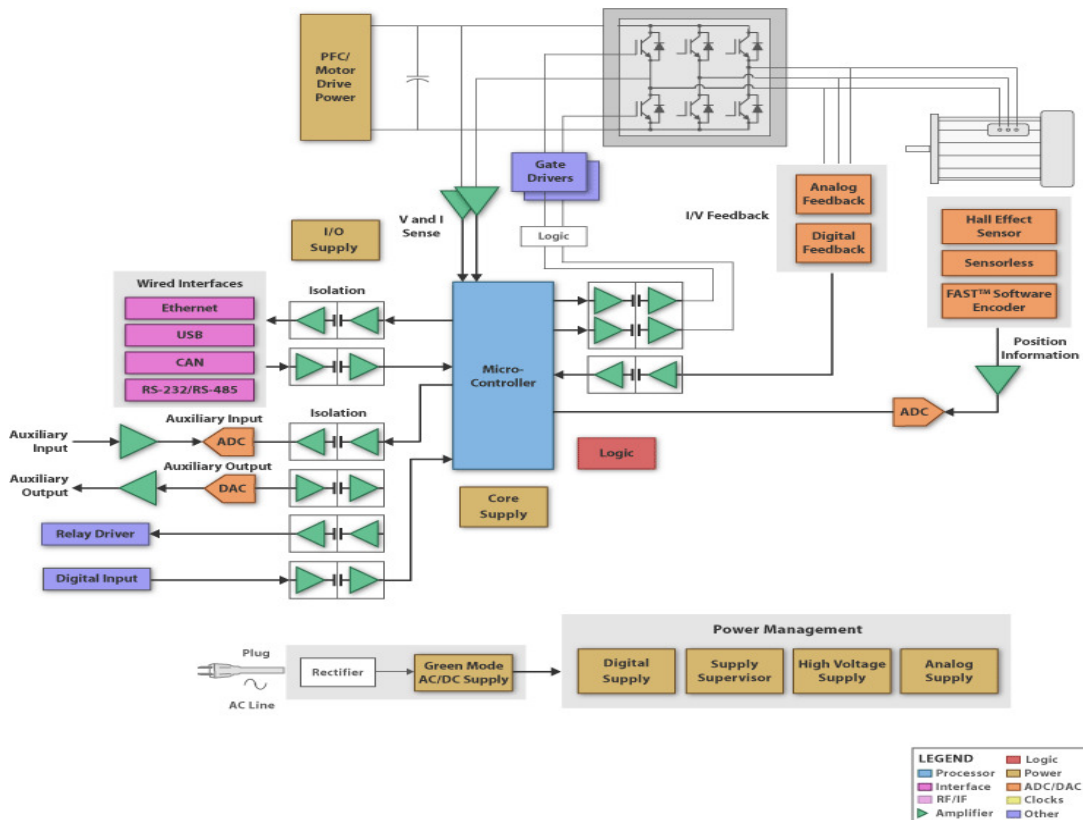 PFC/
Motor
Drive
Power
Gate
Drivers
Logic
V and I
Sense
I/O
Supply
I/V Feedback
Analog
Feedback
Digital
Feedback
Hall Effect
Sensor
Sensorless
FAST™ Software
Encoder
Position
Information
Wired Interfaces
Ethernet
USB
CAN
RS-232/RS-485
Isolation
Micro-
Controller
ADC
Logic
Core
Supply
Isolation
Auxiliary Input
Auxiliary
Input
ADC
Auxiliary Output
Auxiliary
Output
DAC
Relay Driver
Digital Input
Plug
AC Line
Rectifier
Green Mode
AC/DC Supply
Power Management
Digital
Supply
Supply
Supervisor
High Voltage
Supply
Analog
Supply
LEGEND
Processor
Interface
RF/IF
Amplifier
Logic
Power
ADC/DAC
Clocks
Other